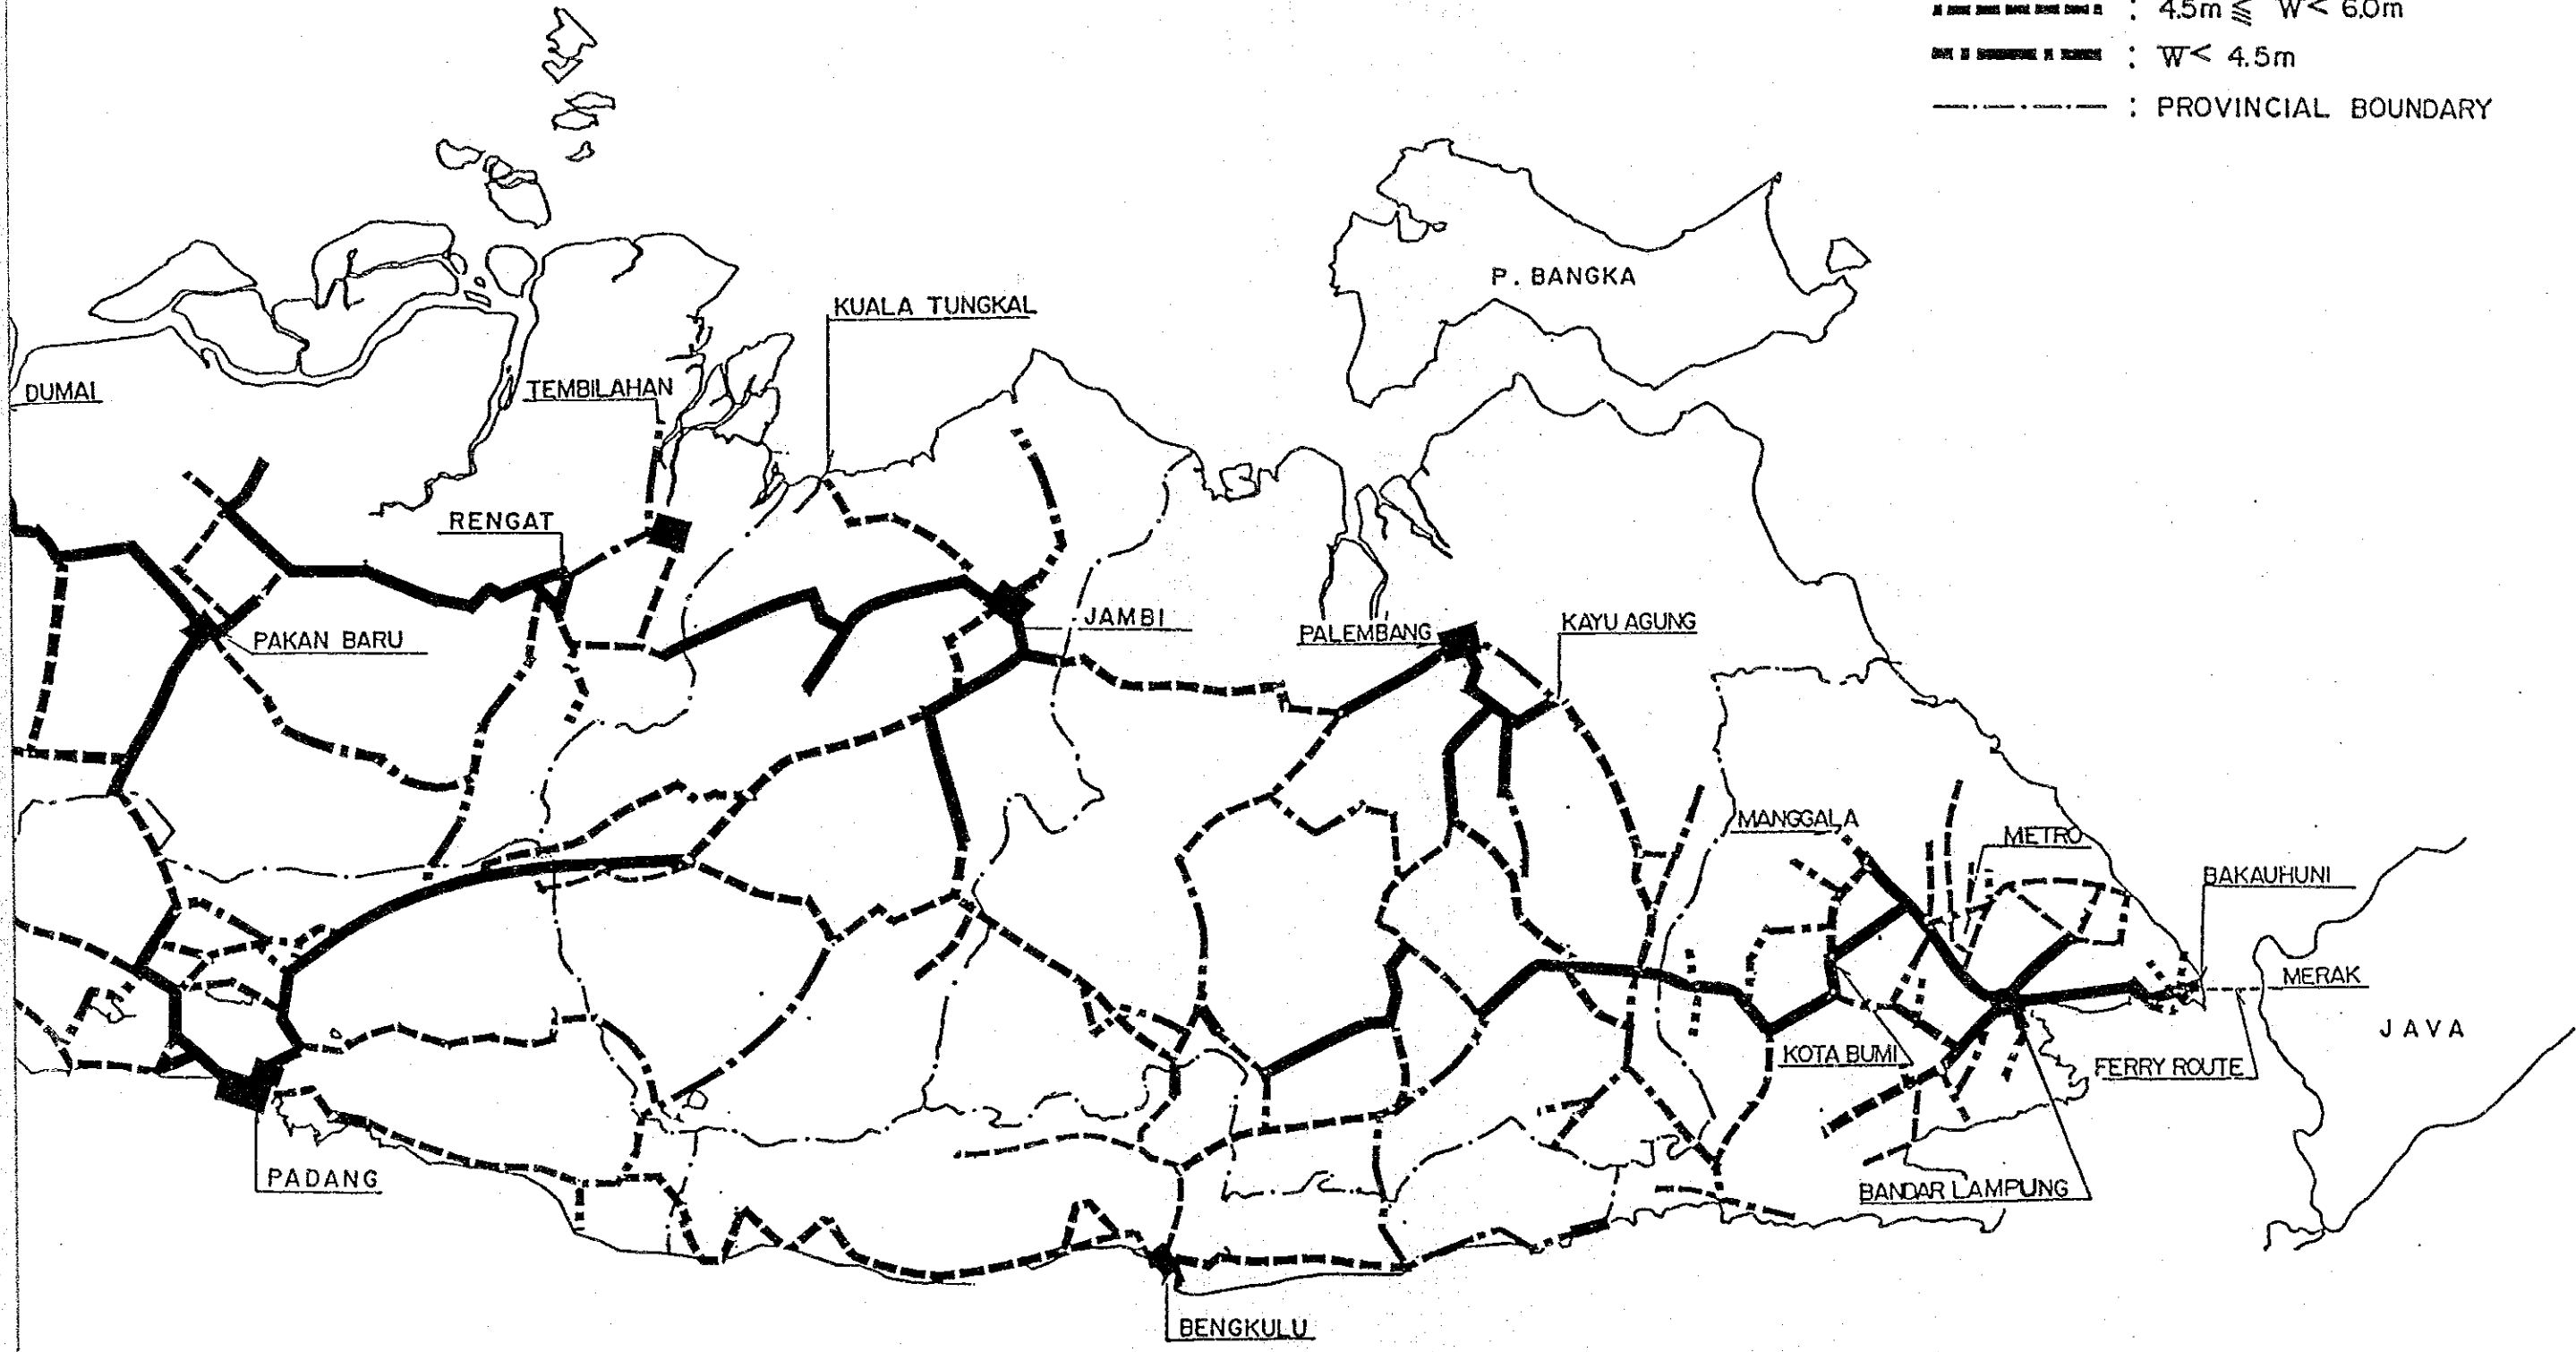 : 4.5m ≦ W < 6.0m
: W < 4.5m
: PROVINCIAL BOUNDARY
P. BANGKA
KUALA TUNGKAL
DUMAI
TEMBILAHAN
RENGAT
PAKAN BARU
JAMBI
PALEMBANG
KAYU AGUNG
MANGGALA
METRO
BAKAUHUNI
MERAK
JAVA
KOTA BUMI
FERRY ROUTE
PADANG
BANDAR LAMPUNG
BENGKULU